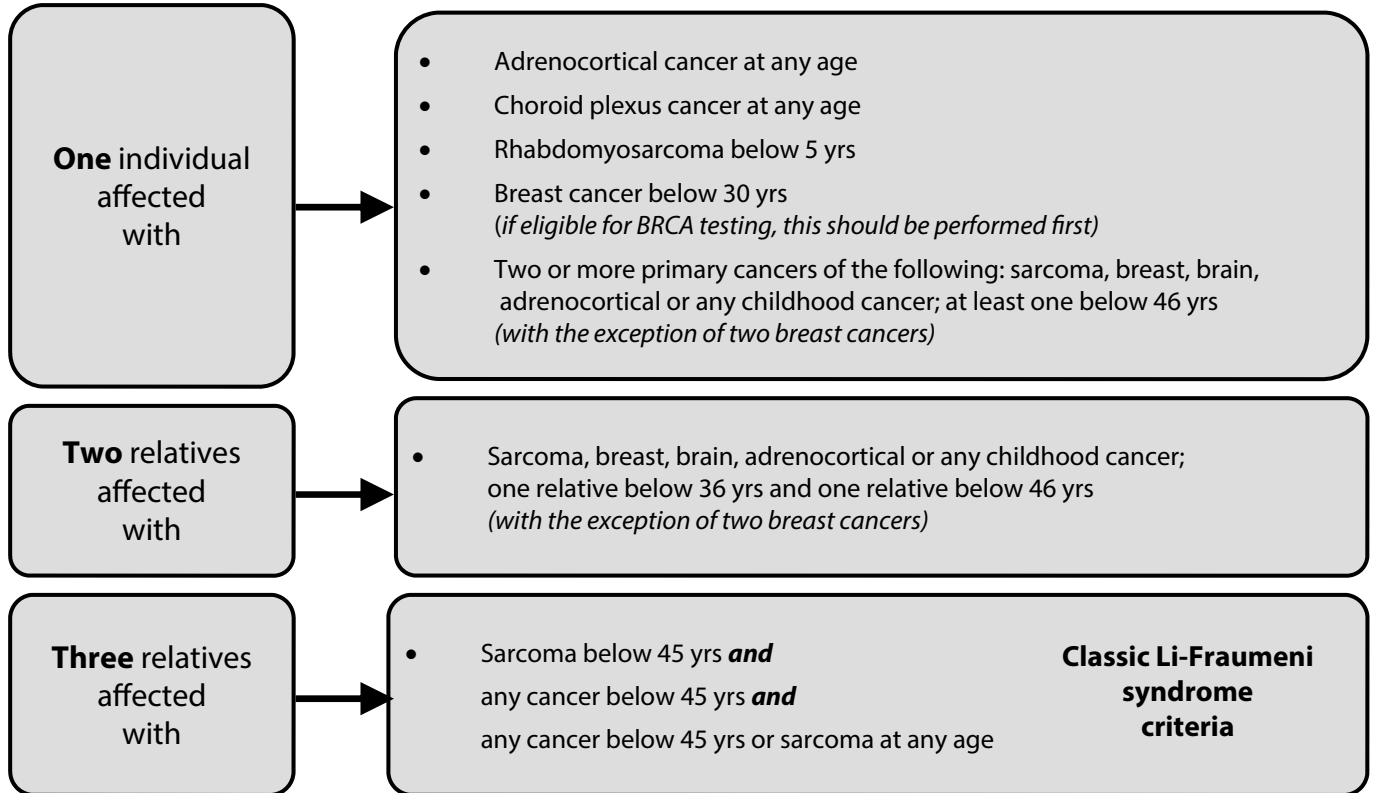 One individual
affected
with
• Adrenocortical cancer at any age
• Choroid plexus cancer at any age
• Rhabdomyosarcoma below 5 yrs
• Breast cancer below 30 yrs
(if eligible for BRCA testing, this should be performed first)
• Two or more primary cancers of the following: sarcoma, breast, brain,
adrenocortical or any childhood cancer; at least one below 46 yrs
(with the exception of two breast cancers)
Two relatives
affected
with
• Sarcoma, breast, brain, adrenocortical or any childhood cancer;
one relative below 36 yrs and one relative below 46 yrs
(with the exception of two breast cancers)
Three relatives
affected
with
• Sarcoma below 45 yrs and
any cancer below 45 yrs and
any cancer below 45 yrs or sarcoma at any age
Classic Li-Fraumeni
syndrome
criteria